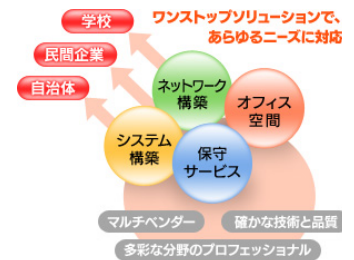 学校
ワンストップソリューションで、
あらゆるニーズに対応
民間企業
自治体
ネットワーク
構築
オフィス
空間
システム
構築
保守
サービス
マルチベンダー
確かな技術と品質
多彩な分野のプロフェッショナル